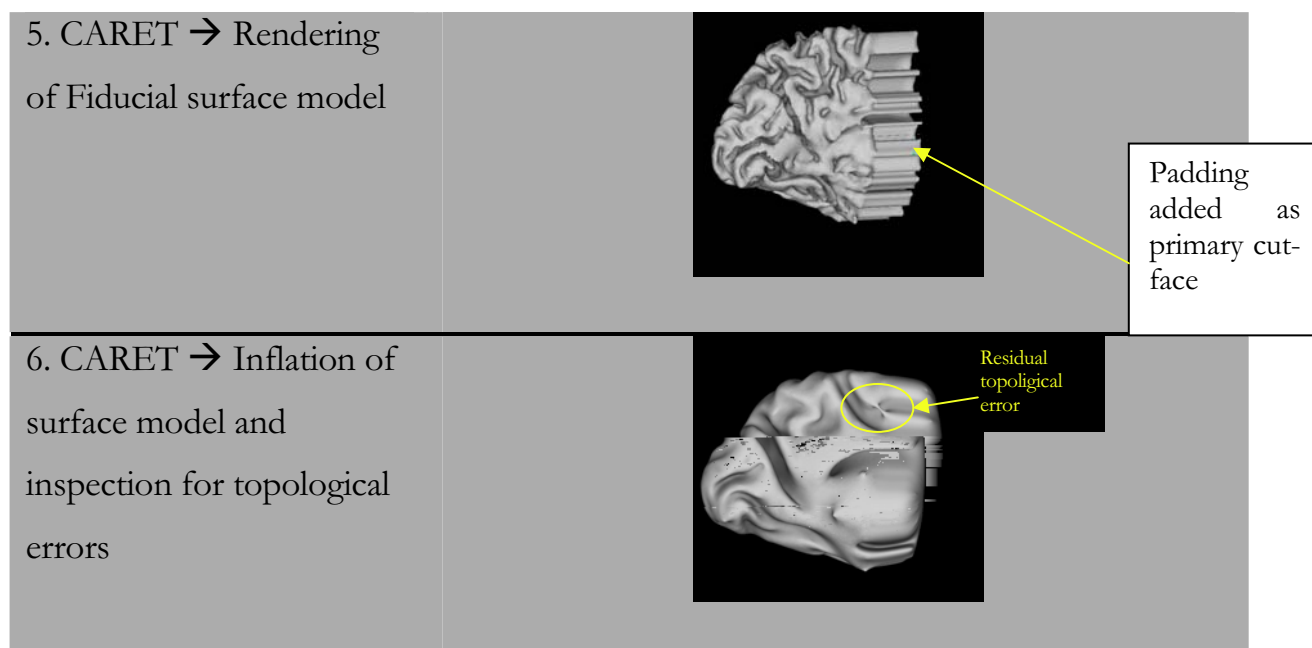 5. CARET → Rendering
of Fiducial surface model
Padding
added as
primary cut-
face
6. CARET → Inflation of
surface model and
inspection for topological
errors
Residual
topoligical
error